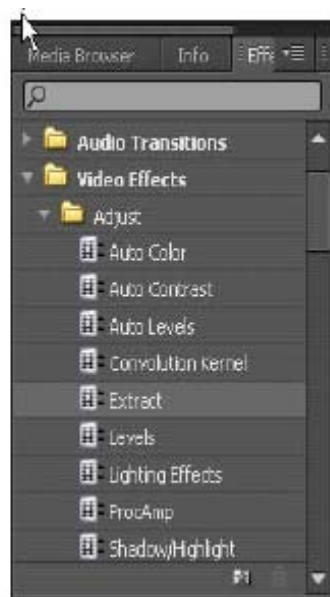 Media Browser Info Effe
Audio Transitions
Video Effects
Adjust
Auto Color
Auto Contrast
Auto Levels
Convolution Kernel
Extract
Levels
Lighting Effects
ProcAmp
Shadow/Highlight